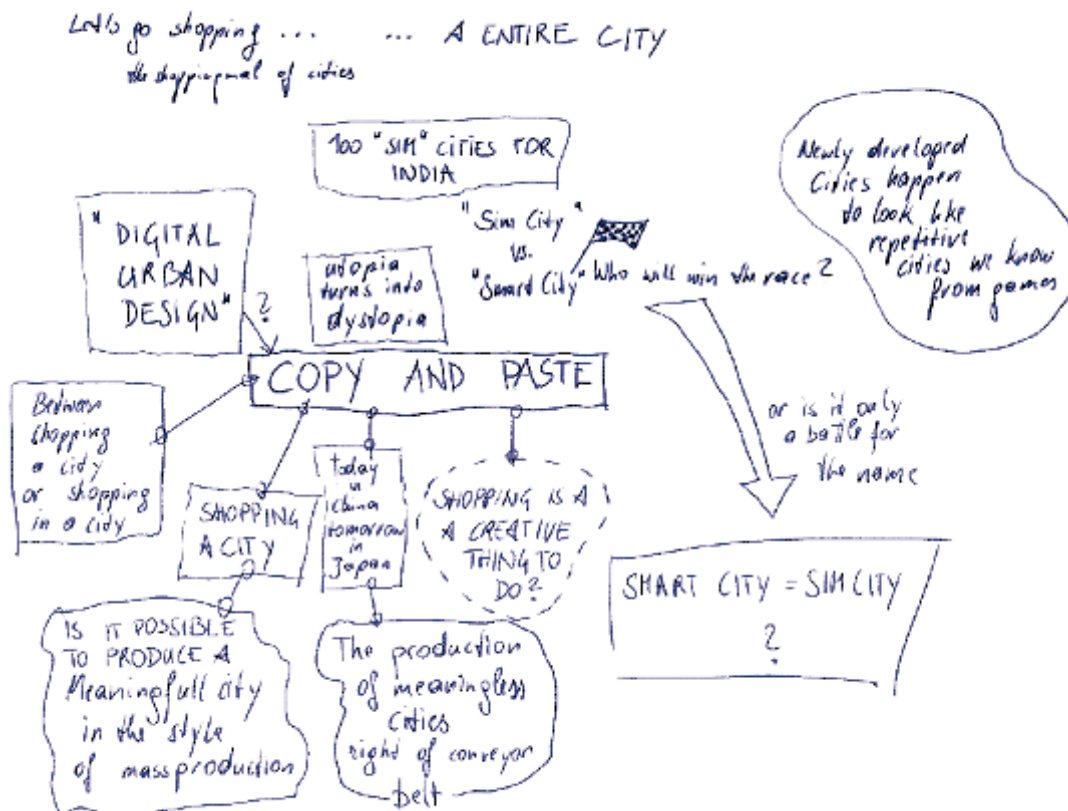 Let's go shopping ... ... A ENTIRE CITY
the shoppingmal of cities
100 "SIM" CITIES FOR
INDIA
"DIGITAL
URBAN
DESIGN"
?
utopia
turns into
dystopia
"Sim City"
vs.
"Smart City" Who will win the race?
Newly developed
Cities happen
to look like
repetitive
cities we know
from games
COPY AND PASTE
Between
shopping
a city
or shopping
in a city
SHOPPING
A CITY
today
in
China
tomorrow
in
Japan
SHOPPING IS A
A CREATIVE
THING TO
DO?
or is it only
a battle for
the name
SMART CITY = SIMCITY
?
IS IT POSSIBLE
TO PRODUCE A
Meaningfull city
in the style
of massproduction
The production
of meaningless
cities
right of conveyor
belt